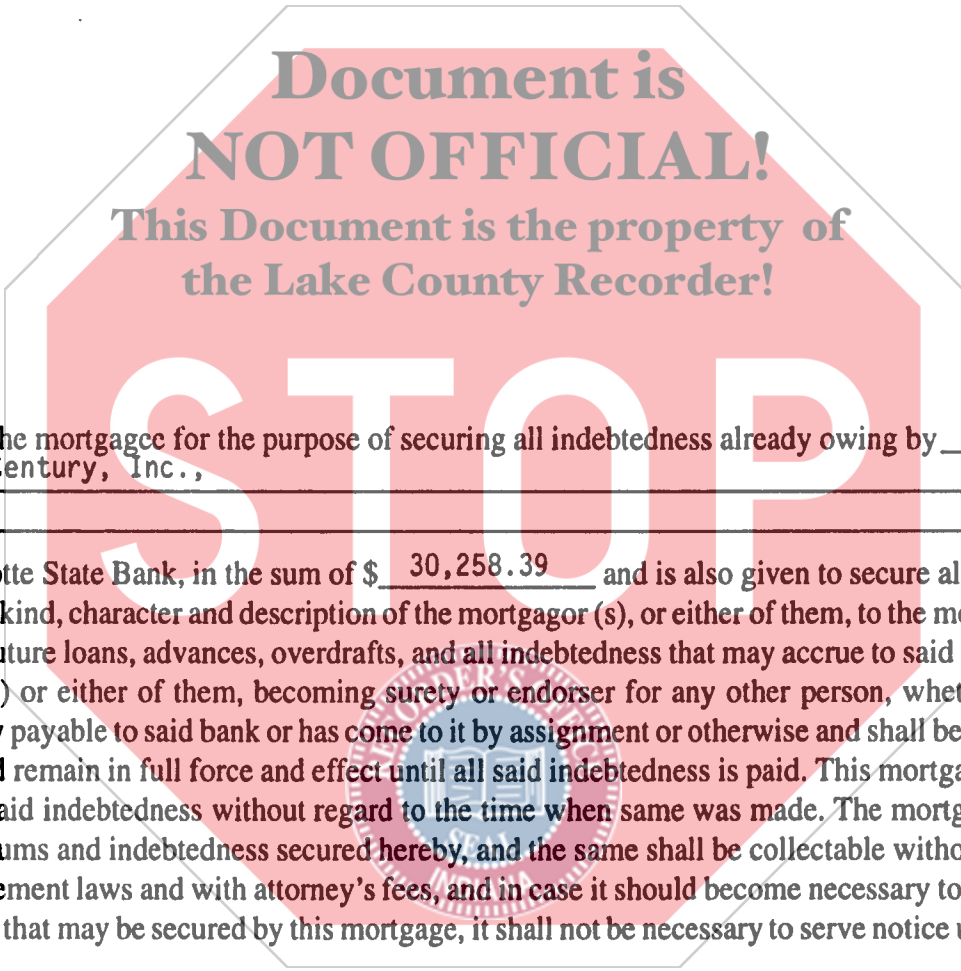 Document is
NOT OFFICIAL!
This Document is the property of
the Lake County Recorder!
STOP
he mortgagee for the purpose of securing all indebtedness already owing by
entury, Inc.,
tte State Bank, in the sum of $ 30,258.39 and is also given to secure al
kind, character and description of the mortgagor (s), or either of them, to the m
uture loans, advances, overdrafts, and all indebtedness that may accrue to said
) or either of them, becoming surety or endorser for any other person, whet
payable to said bank or has come to it by assignment or otherwise and shall be
remain in full force and effect until all said indebtedness is paid. This mortga
aid indebtedness without regard to the time when same was made. The mortg
ums and indebtedness secured hereby, and the same shall be collectable witho
ement laws and with attorney's fees, and in case it should become necessary to
that may be secured by this mortgage, it shall not be necessary to serve notice u
RECORDER'S OFFICE
SEAL
INDIANA